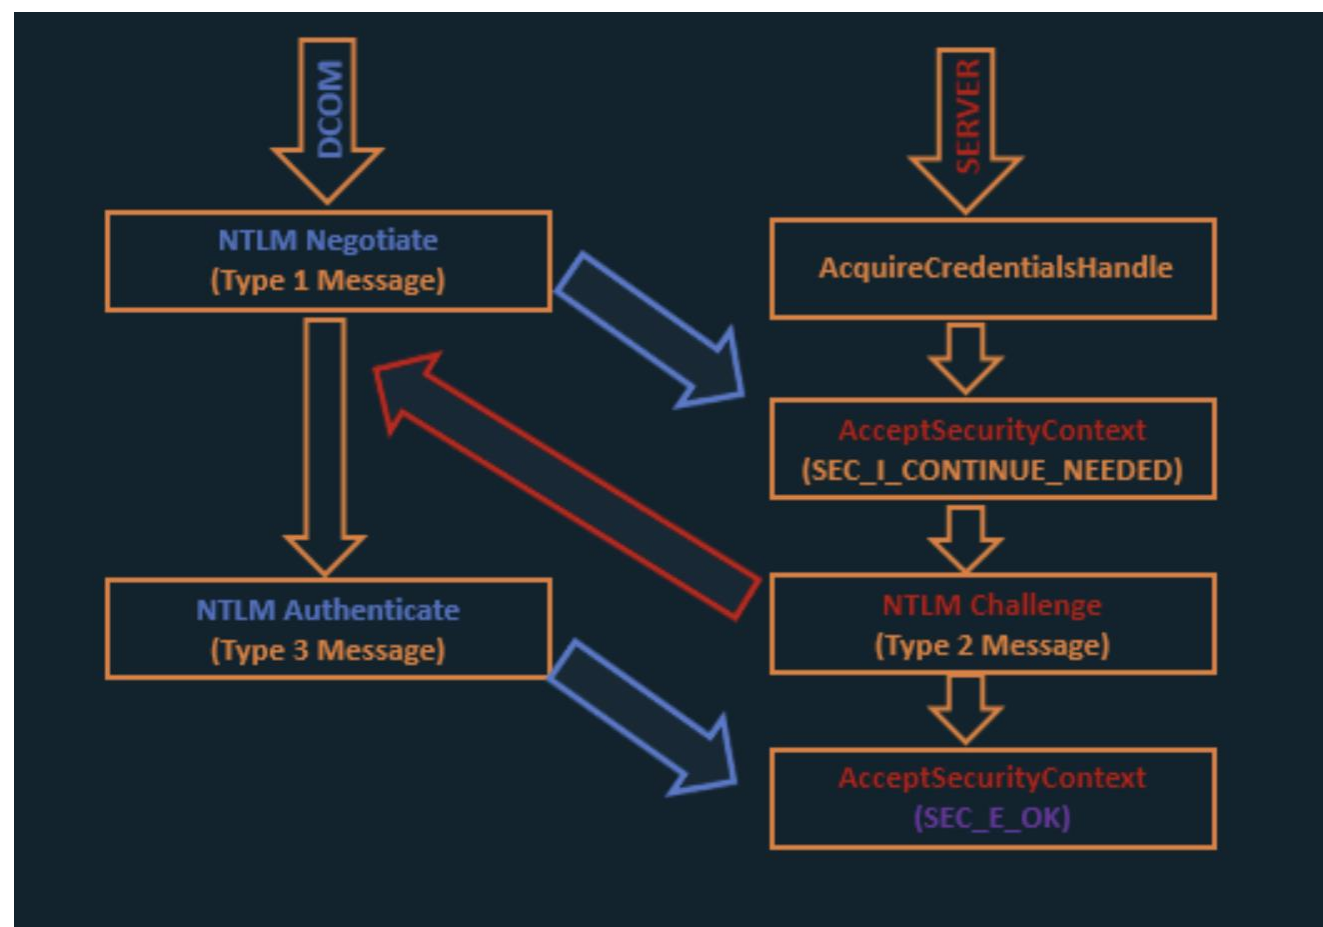 DCOM
NTLM Negotiate
(Type 1 Message)
NTLM Authenticate
(Type 3 Message)
SERVER
AcquireCredentialsHandle
AcceptSecurityContext
(SEC_I_CONTINUE_NEEDED)
NTLM Challenge
(Type 2 Message)
AcceptSecurityContext
(SEC_E_OK)